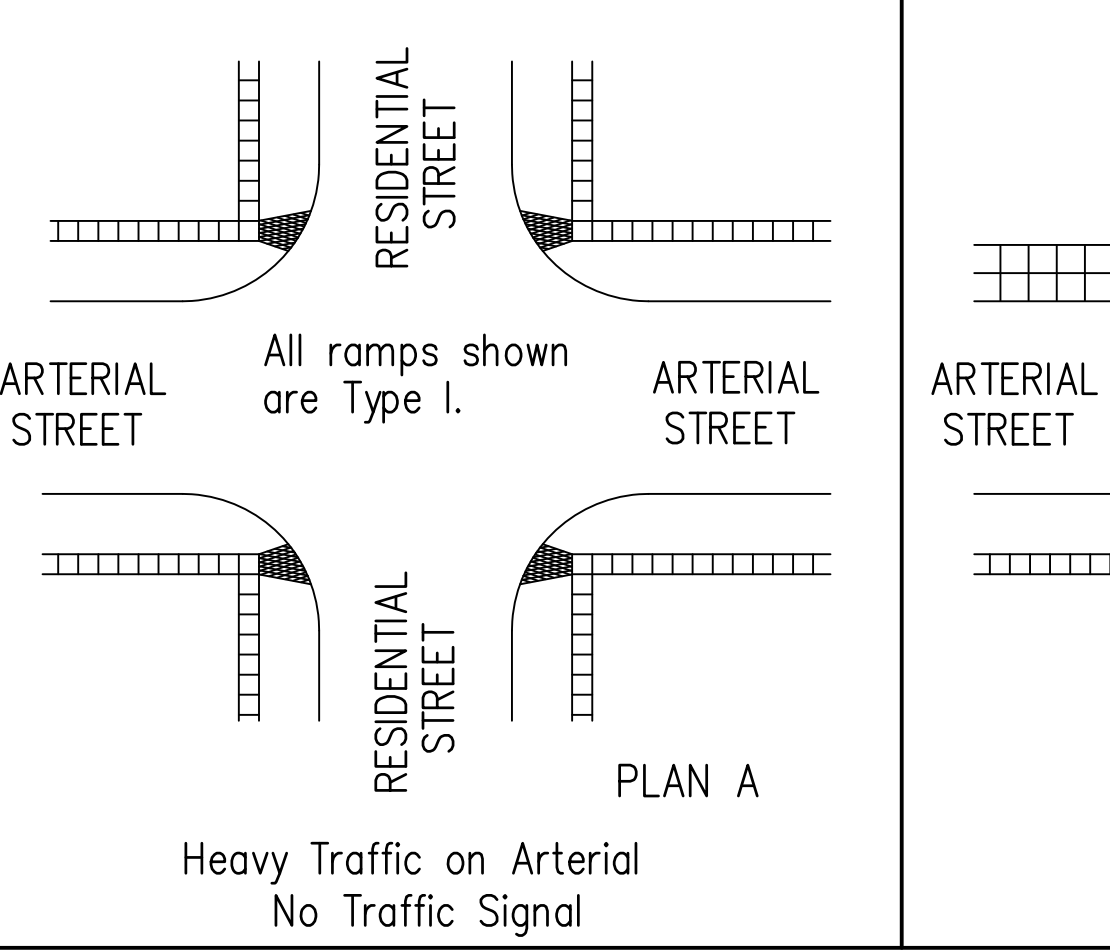 RESIDENTIAL
STREET
All ramps shown
are Type I.
ARTERIAL
STREET
ARTERIAL
STREET
ARTERIAL
STREET
RESIDENTIAL
STREET
PLAN A
Heavy Traffic on Arterial
No Traffic Signal